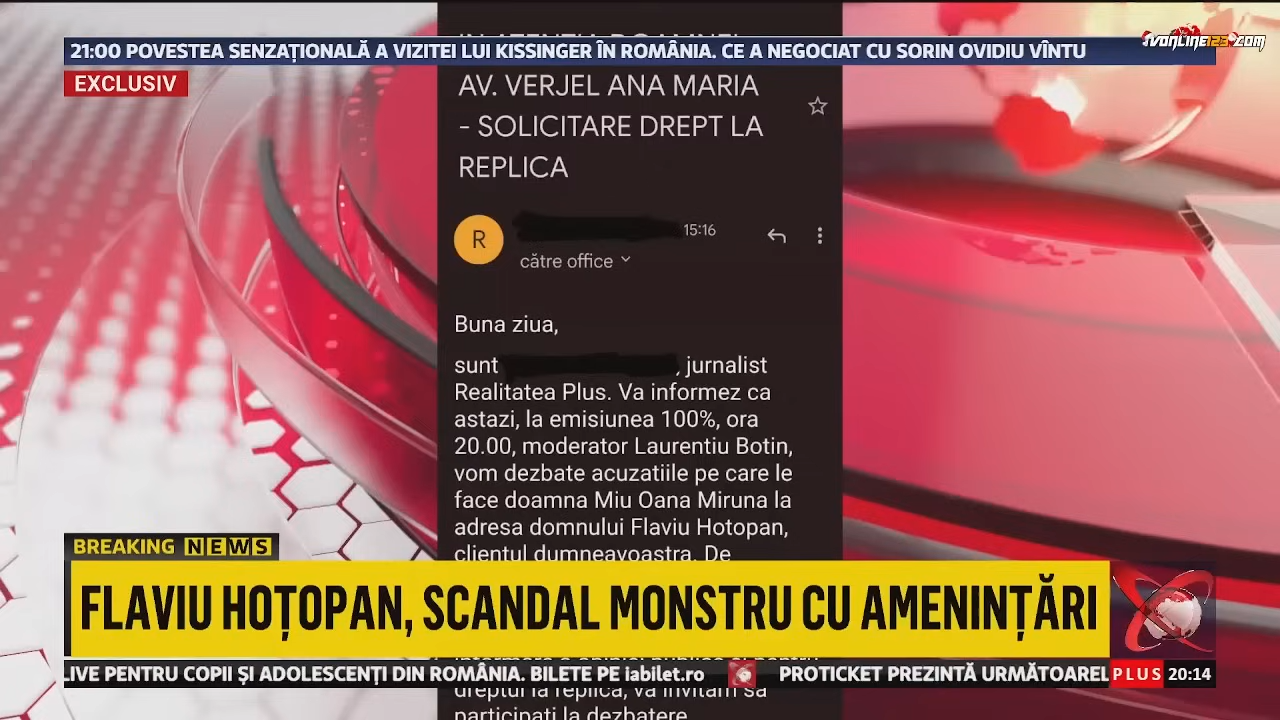 21:00 POVESTEA SENZAȚIONALĂ A VIZITEI LUI KISSINGER ÎN ROMÂNIA. CE A NEGOCIAT CU SORIN OVIDIU VÎNTU
TVONLINE123.COM
EXCLUSIV
AV. VERJEL ANA MARIA
- SOLICITARE DREPT LA
REPLICA
R
15:16
către office
Buna ziua,
sunt , jurnalist
Realitatea Plus. Va informez ca
astazi, la emisiunea 100%, ora
20.00, moderator Laurentiu Botin,
vom dezbate acuzatiile pe care le
face doamna Miu Oana Miruna la
adresa domnului Flaviu Hotopan,
clientul dumneavoastra. De
BREAKING NEWS
FLAVIU HOȚOPAN, SCANDAL MONSTRU CU AMENINȚĂRI
LIVE PENTRU COPII ȘI ADOLESCENȚI DIN ROMÂNIA. BILETE PE iabilet.ro PROTICKET PREZINTĂ URMĂTOAREL
PLUS 20:14
dreptul la replica, va invitam sa
participati la dezbatere